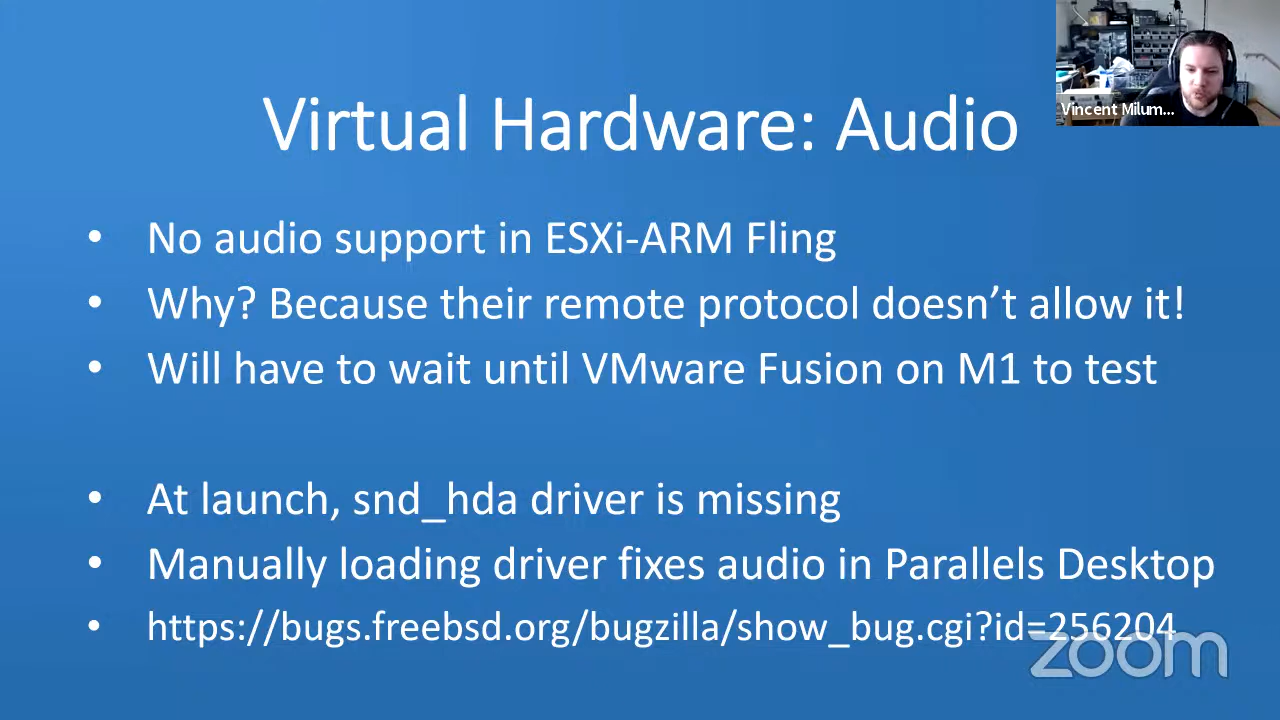 Vincent Milum...
Virtual Hardware: Audio
• No audio support in ESXi-ARM Fling
• Why? Because their remote protocol doesn’t allow it!
• Will have to wait until VMware Fusion on M1 to test
• At launch, snd_hda driver is missing
• Manually loading driver fixes audio in Parallels Desktop
• https://bugs.freebsd.org/bugzilla/show_bug.cgi?id=256204
zoom